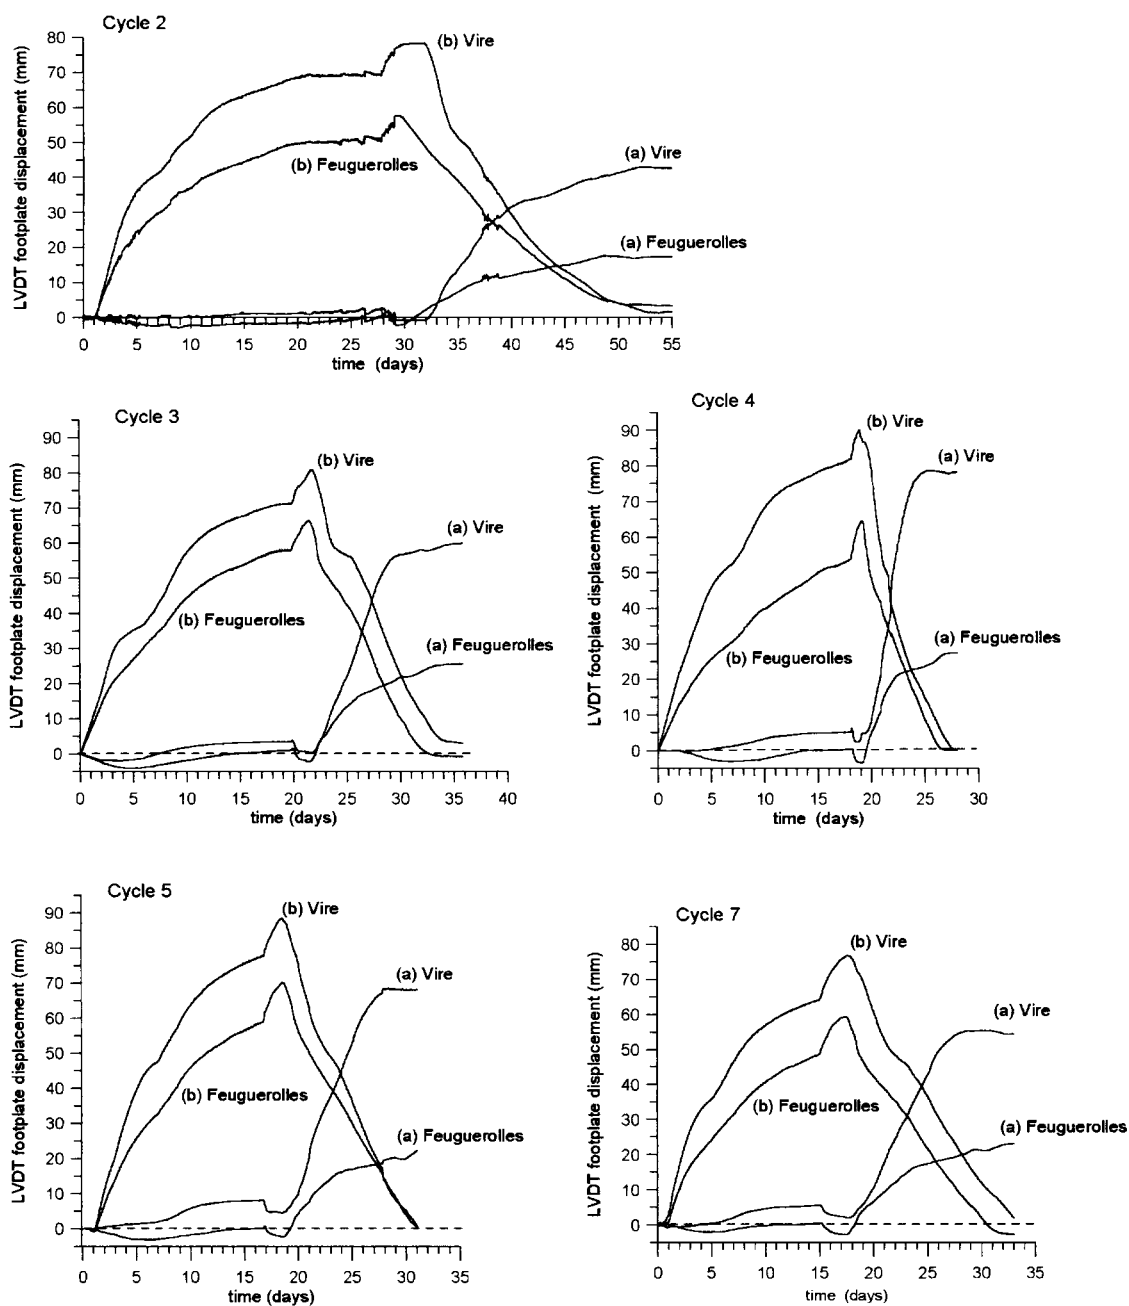 Cycle 2
LVDT footplate displacement (mm)
80
70
60
50
40
30
20
10
0
(b) Vire
(b) Feuguerolles
(a) Vire
(a) Feuguerolles
0 5 10 15 20 25 30 35 40 45 50 55
time (days)
Cycle 3
LVDT footplate displacement (mm)
90
80
70
60
50
40
30
20
10
0
(b) Vire
(a) Vire
(b) Feuguerolles
(a) Feuguerolles
0 5 10 15 20 25 30 35 40
time (days)
Cycle 4
LVDT footplate displacement (mm)
90
80
70
60
50
40
30
20
10
0
(b) Vire
(a) Vire
(a) Feuguerolles
(b) Feuguerolles
0 5 10 15 20 25 30
time (days)
Cycle 5
LVDT footplate displacement (mm)
90
80
70
60
50
40
30
20
10
0
(b) Vire
(a) Vire
(b) Feuguerolles
(a) Feuguerolles
0 5 10 15 20 25 30 35
time (days)
Cycle 7
LVDT footplate displacement (mm)
80
70
60
50
40
30
20
10
0
(b) Vire
(a) Vire
(b) Feuguerolles
(a) Feuguerolles
0 5 10 15 20 25 30 35
time (days)